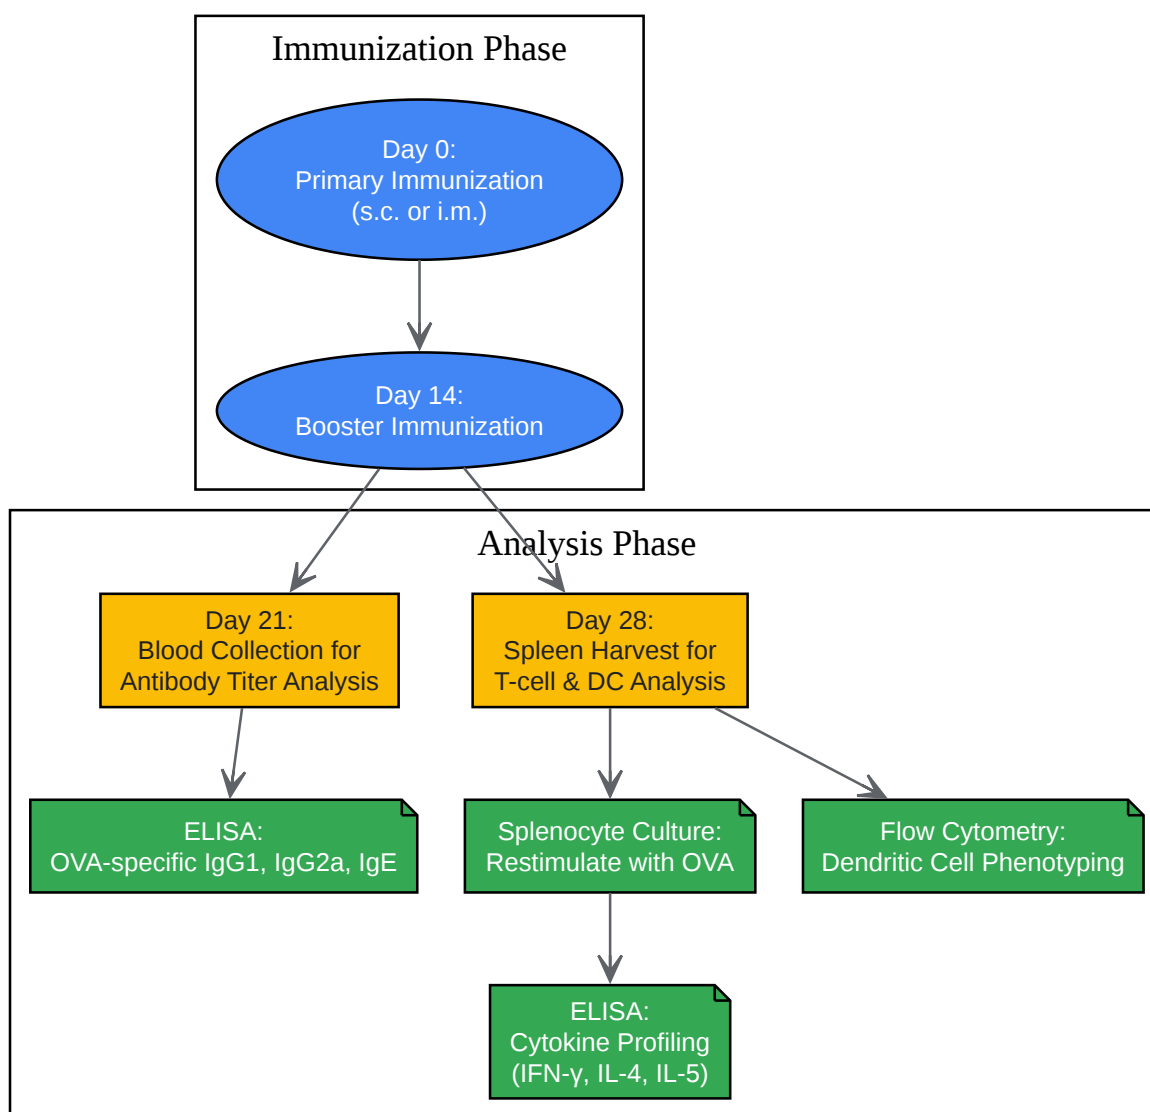 Immunization Phase
Day 0:
Primary Immunization
(s.c. or i.m.)
Day 14:
Booster Immunization
Analysis Phase
Day 21:
Blood Collection for
Antibody Titer Analysis
Day 28:
Spleen Harvest for
T-cell & DC Analysis
ELISA:
OVA-specific IgG1, IgG2a, IgE
Splenocyte Culture:
Restimulate with OVA
Flow Cytometry:
Dendritic Cell Phenotyping
ELISA:
Cytokine Profiling
(IFN-γ, IL-4, IL-5)